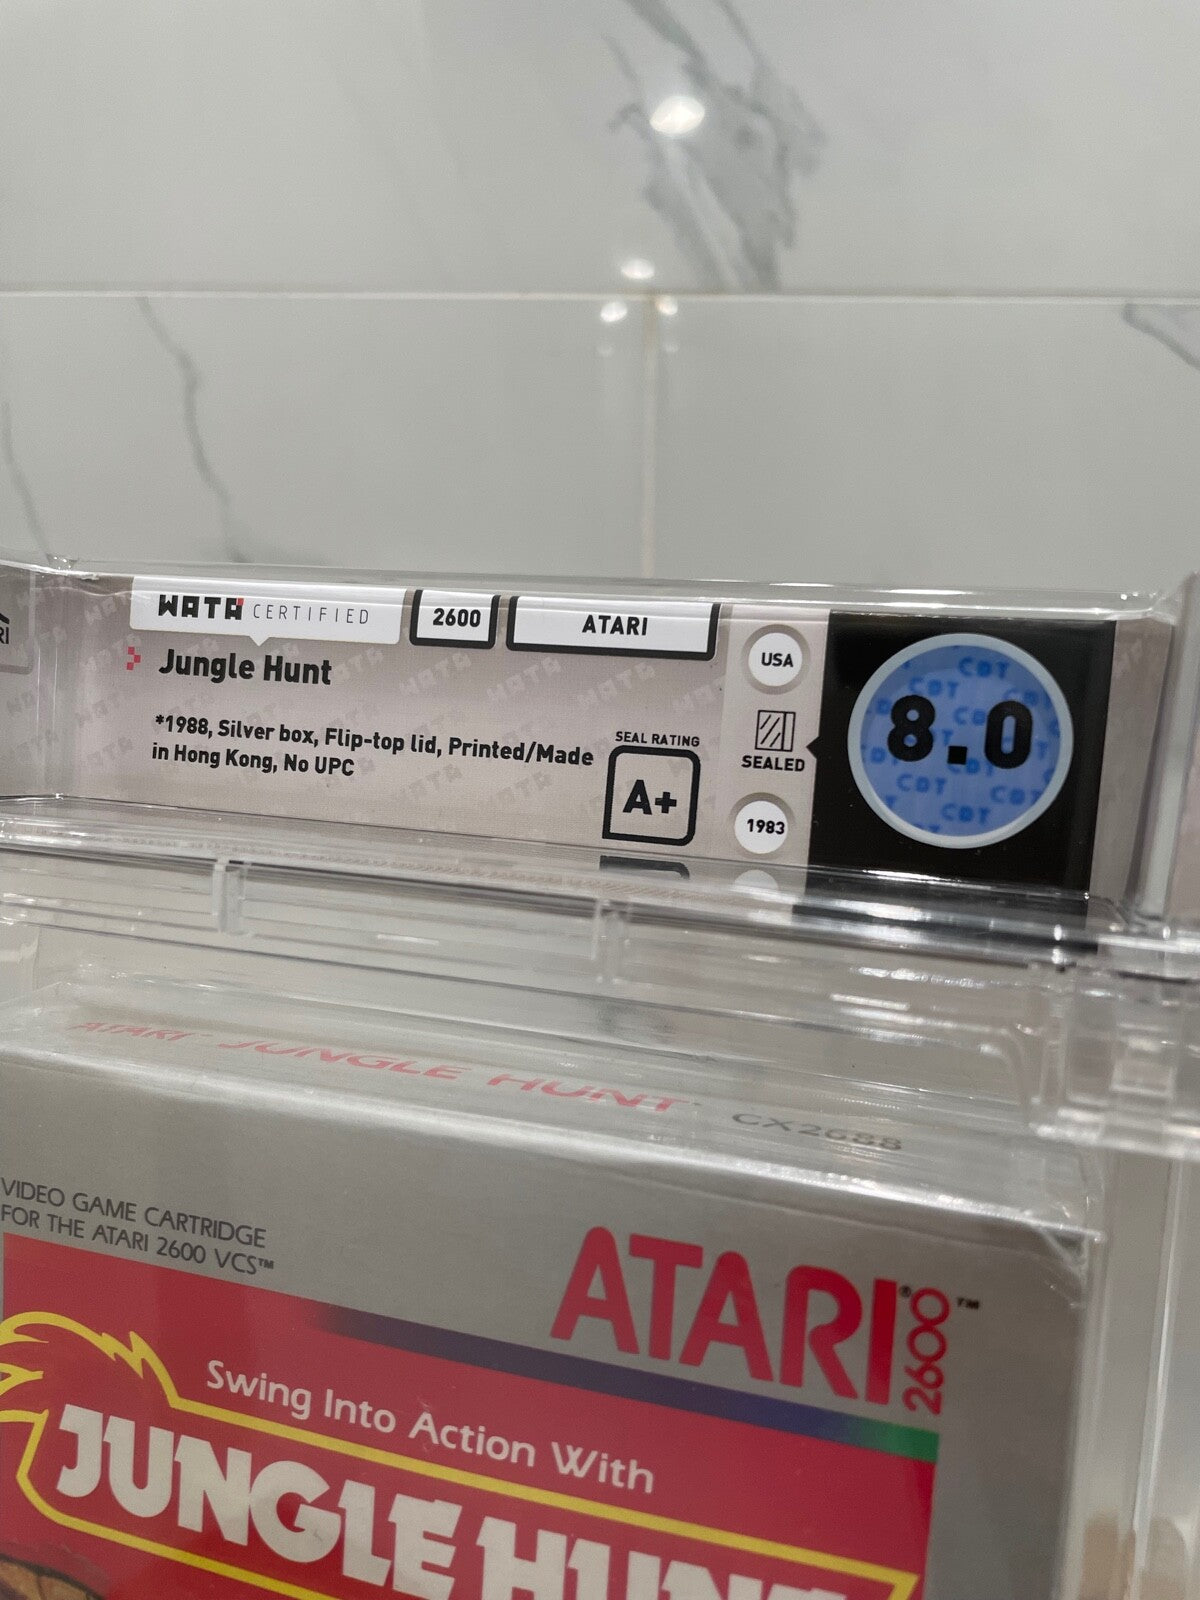 RI
WATA CERTIFIED
2600
ATARI
Jungle Hunt
*1988, Silver box, Flip-top lid, Printed/Made
in Hong Kong, No UPC
SEAL RATING
A+
USA
SEALED
1983
8.0
ATARI JUNGLE HUNT CX2688
VIDEO GAME CARTRIDGE
FOR THE ATARI 2600 VCS™
ATARI® 2600™
Swing Into Action With
JUNGLE HUNT